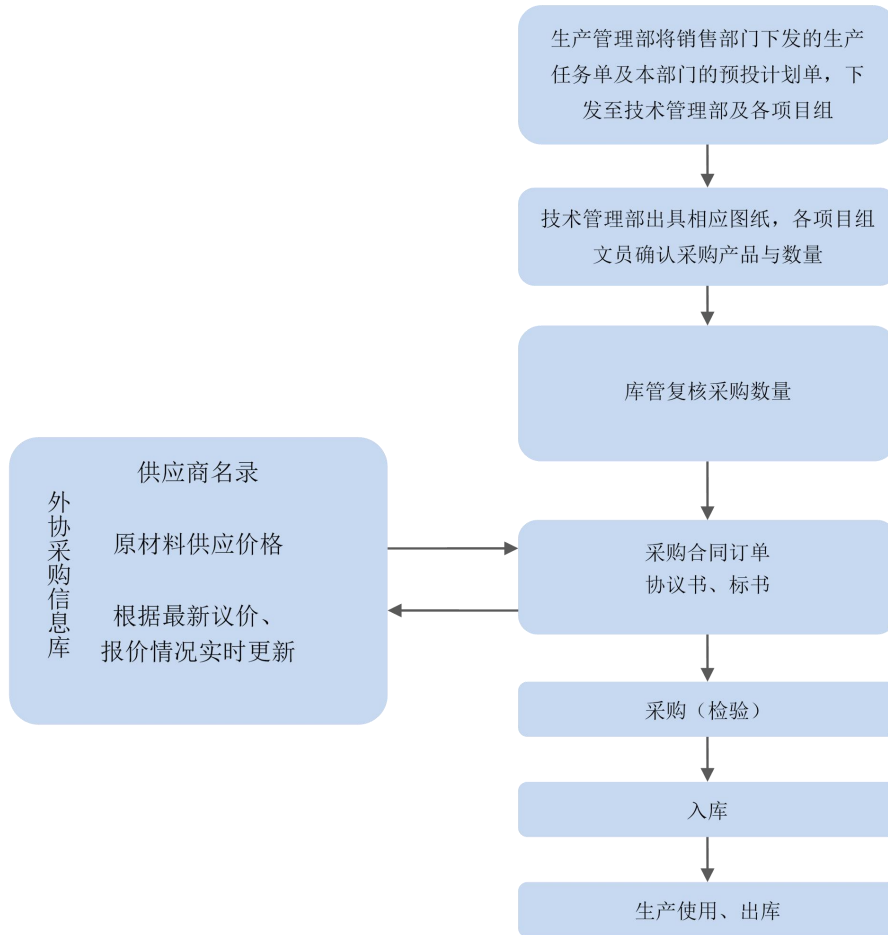 生产管理部将销售部门下发的生产
任务单及本部门的预投计划单，下
发至技术管理部及各项目组
技术管理部出具相应图纸，各项目组
文员确认采购产品与数量
库管复核采购数量
外协采购信息库
供应商名录
原材料供应价格
根据最新议价、
报价情况实时更新
采购合同订单
协议书、标书
采购（检验）
入库
生产使用、出库